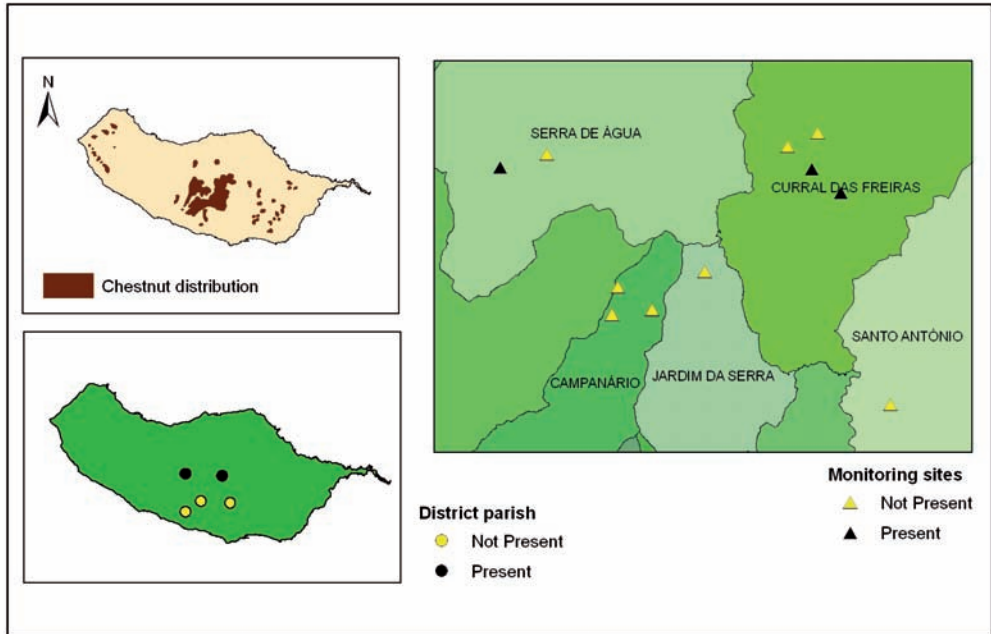 N
Chestnut distribution
SERRA DE ÁGUA
CURRAL DAS FREIRAS
SANTO ANTÓNIO
CAMPANÁRIO
JARDIM DA SERRA
District parish
Not Present
Present
Monitoring sites
Not Present
Present